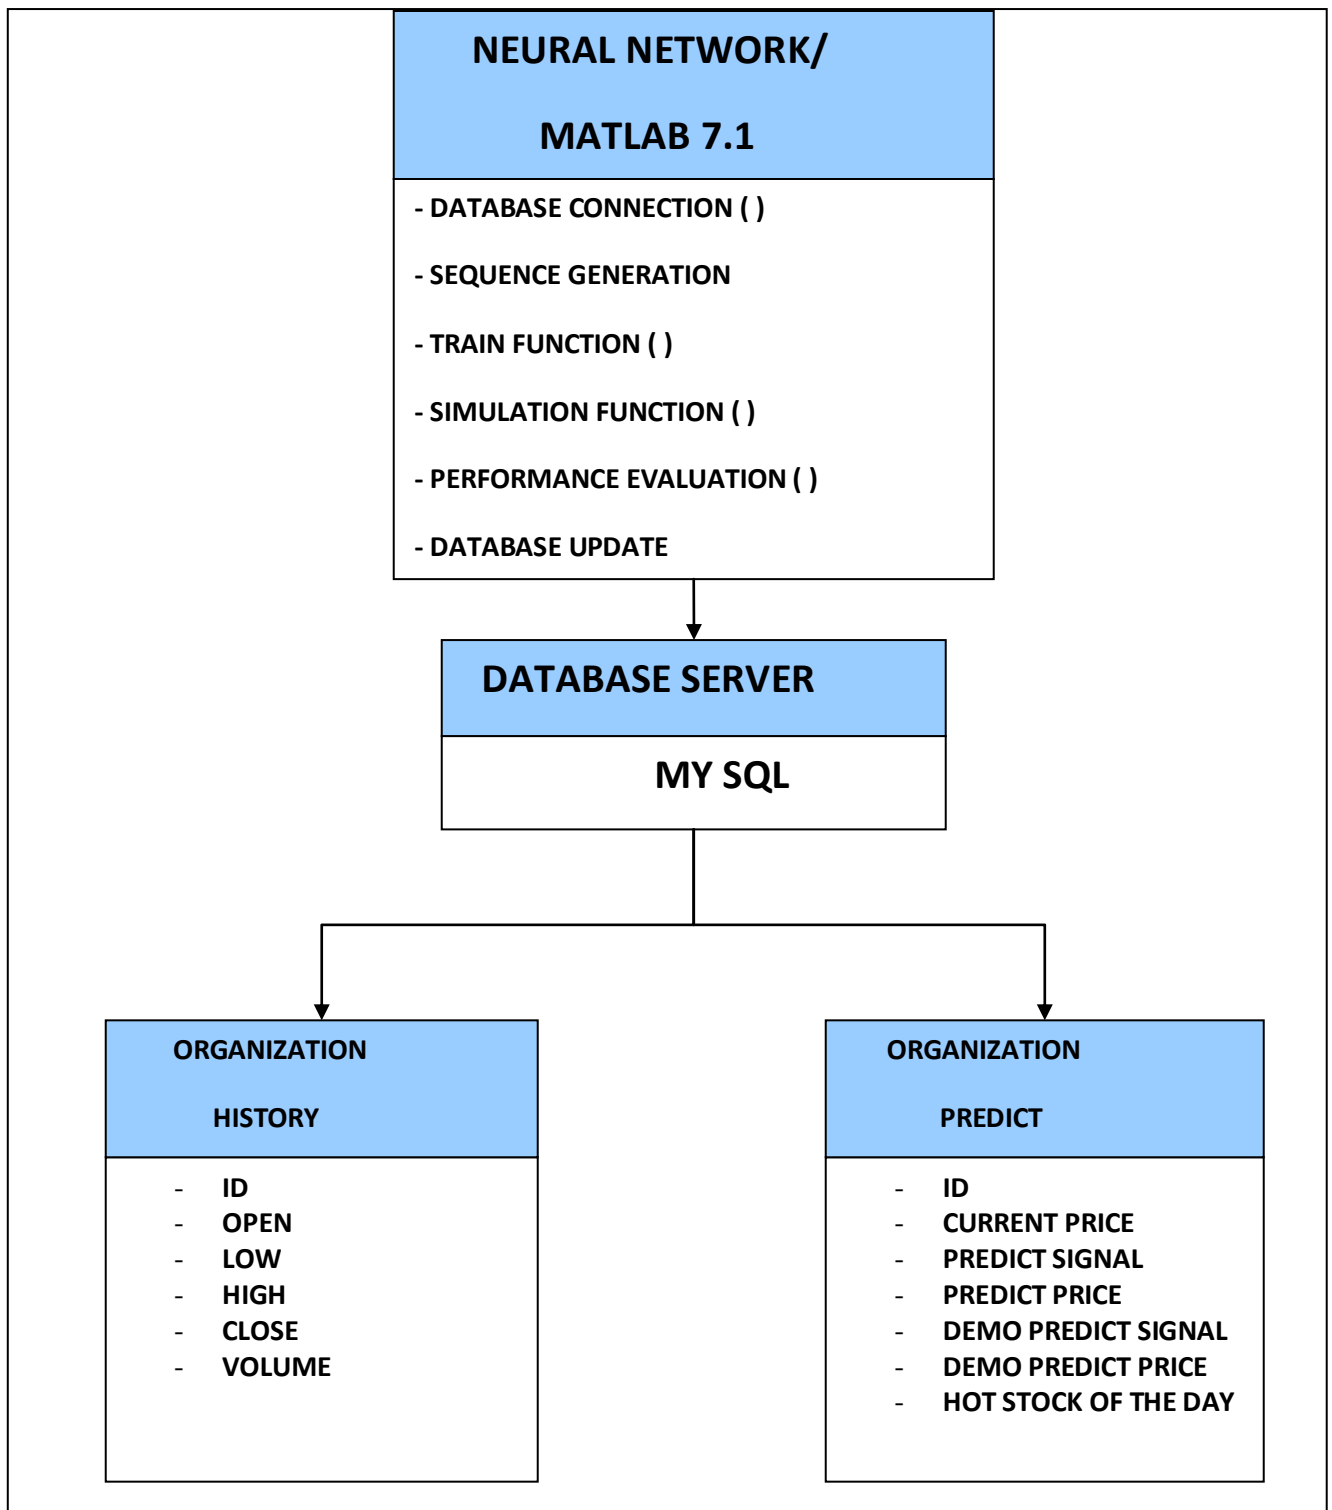 NEURAL NETWORK/
MATLAB 7.1
- DATABASE CONNECTION ( )
- SEQUENCE GENERATION
- TRAIN FUNCTION ( )
- SIMULATION FUNCTION ( )
- PERFORMANCE EVALUATION ( )
- DATABASE UPDATE
DATABASE SERVER
MY SQL
ORGANIZATION
HISTORY
- ID
- OPEN
- LOW
- HIGH
- CLOSE
- VOLUME
ORGANIZATION
PREDICT
- ID
- CURRENT PRICE
- PREDICT SIGNAL
- PREDICT PRICE
- DEMO PREDICT SIGNAL
- DEMO PREDICT PRICE
- HOT STOCK OF THE DAY